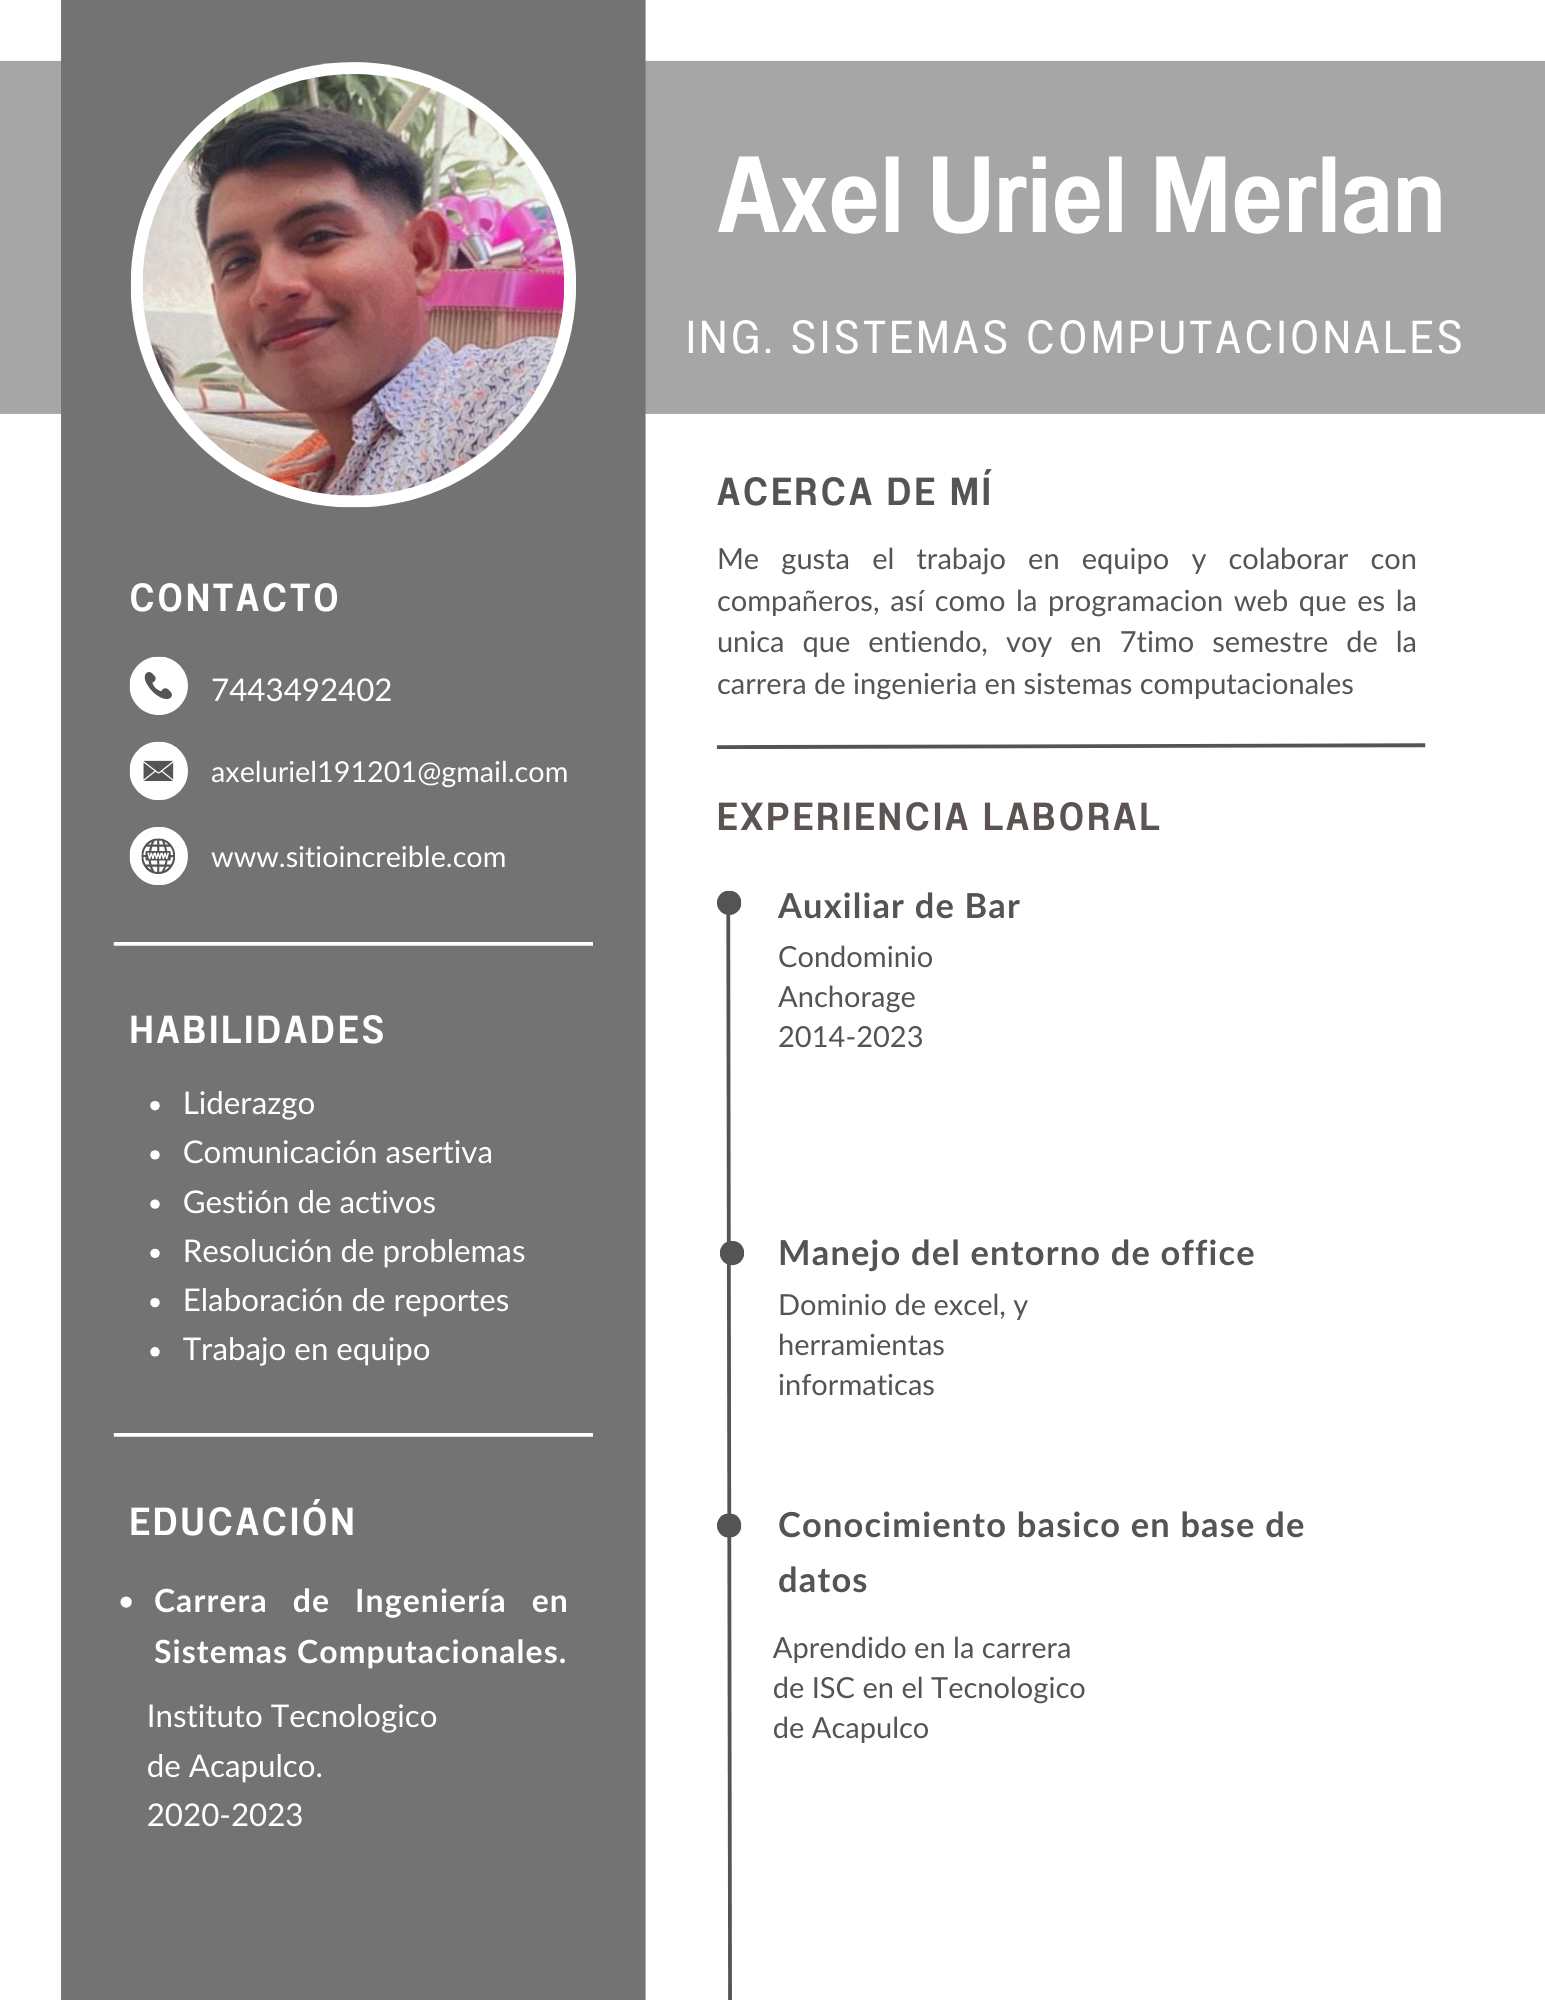 Axel Uriel Merlan
ING. SISTEMAS COMPUTACIONALES
CONTACTO
7443492402
axeluriel191201@gmail.com
www.sitioincreible.com
HABILIDADES
• Liderazgo
• Comunicación asertiva
• Gestión de activos
• Resolución de problemas
• Elaboración de reportes
• Trabajo en equipo
EDUCACIÓN
• Carrera de Ingeniería en
Sistemas Computacionales.
Instituto Tecnologico
de Acapulco.
2020-2023
ACERCA DE MÍ
Me gusta el trabajo en equipo y colaborar con
compañeros, así como la programacion web que es la
unica que entiendo, voy en 7timo semestre de la
carrera de ingenieria en sistemas computacionales
EXPERIENCIA LABORAL
Auxiliar de Bar
Condominio
Anchorage
2014-2023
Manejo del entorno de office
Dominio de excel, y
herramientas
informaticas
Conocimiento basico en base de
datos
Aprendido en la carrera
de ISC en el Tecnologico
de Acapulco